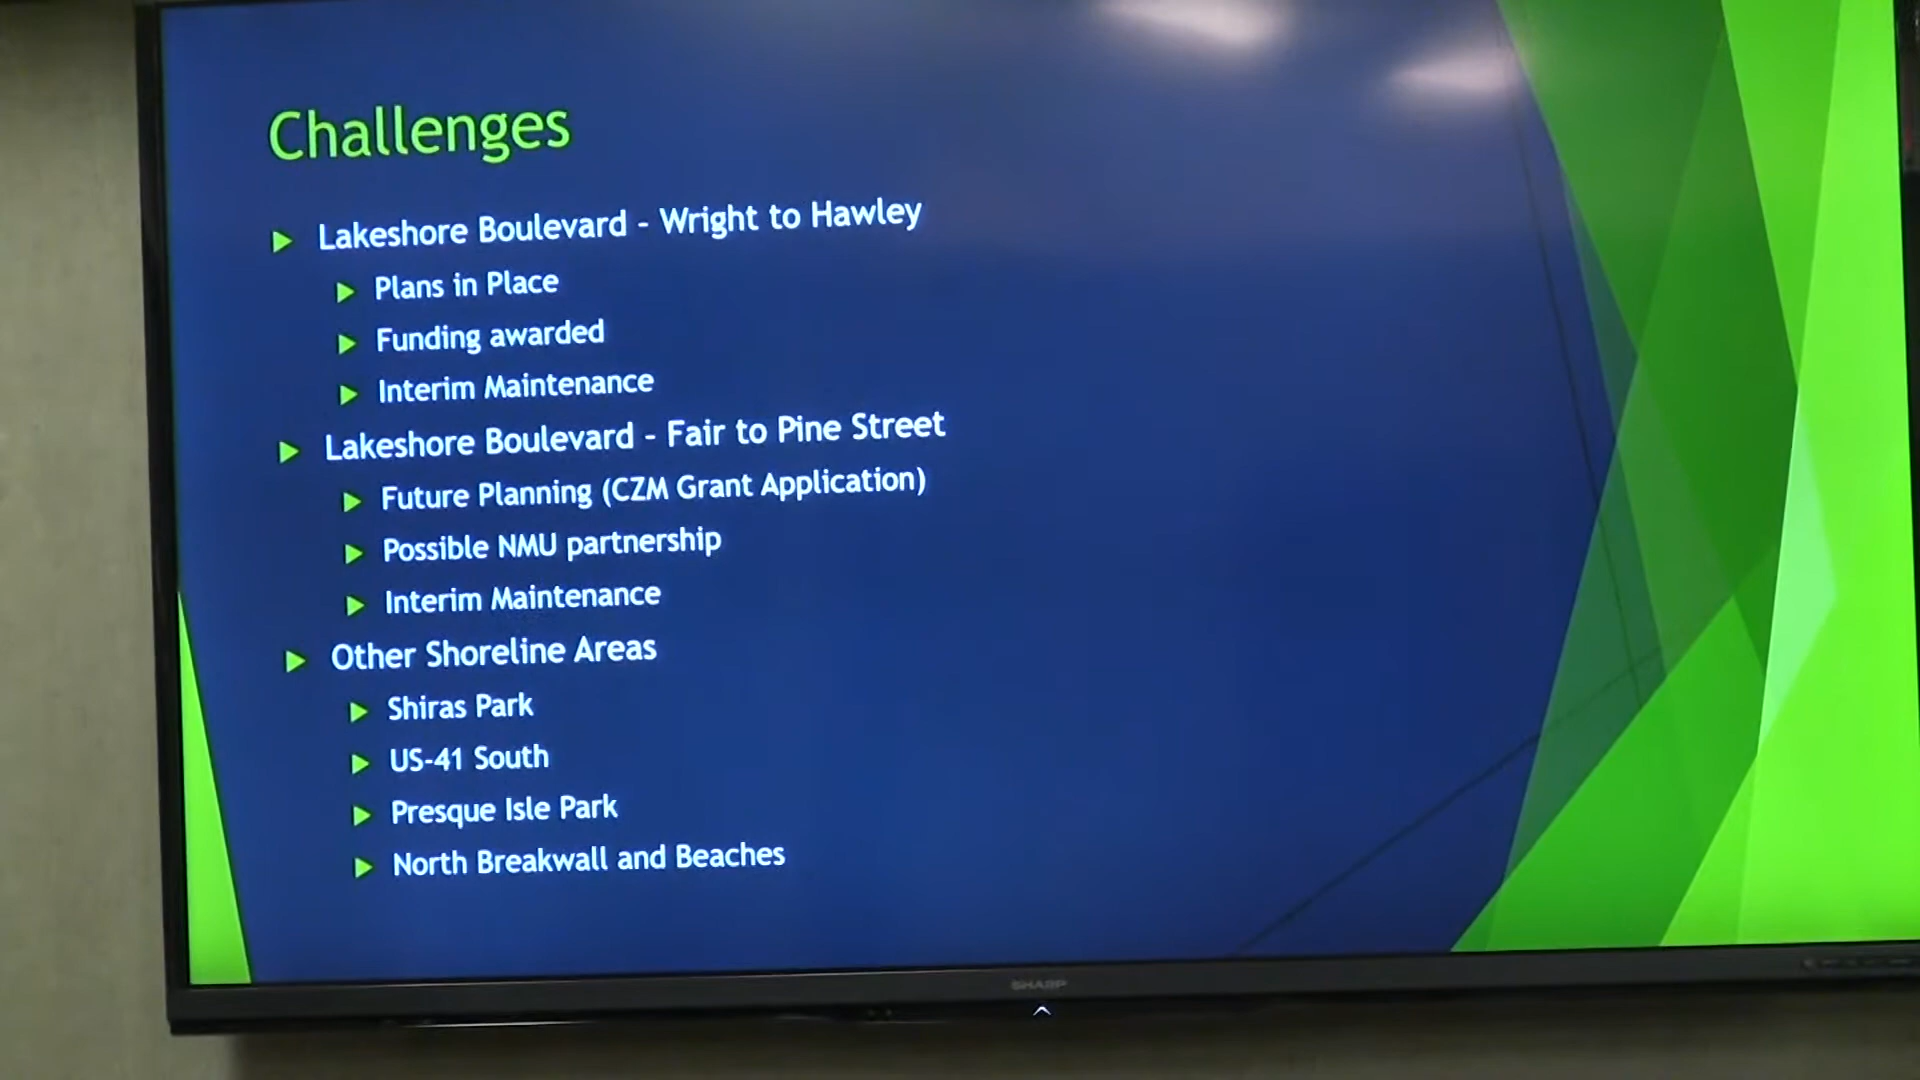 Challenges
Lakeshore Boulevard - Wright to Hawley
Plans in Place
Funding awarded
Interim Maintenance
Lakeshore Boulevard - Fair to Pine Street
Future Planning (CZM Grant Application)
Possible NMU partnership
Interim Maintenance
Other Shoreline Areas
Shiras Park
US-41 South
Presque Isle Park
North Breakwall and Beaches
SHARP